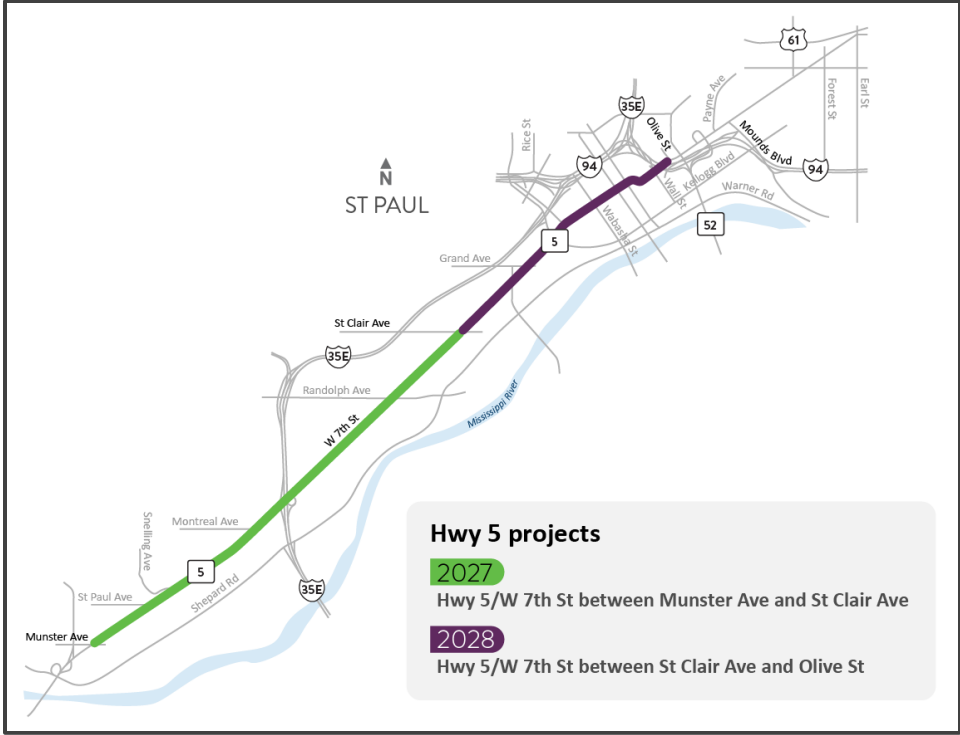 61
35E
Rice St
Olive St
Payne Ave
Forest St
Earl St
Mounds Blvd
94
94
Kellogg Blvd
Wall St
Warner Rd
N
ST PAUL
Wabasha St
52
5
Grand Ave
St Clair Ave
35E
Randolph Ave
W 7th St
Mississippi River
Snelling Ave
Montreal Ave
5
Shepard Rd
35E
St Paul Ave
Munster Ave
Hwy 5 projects
2027
Hwy 5/W 7th St between Munster Ave and St Clair Ave
2028
Hwy 5/W 7th St between St Clair Ave and Olive St